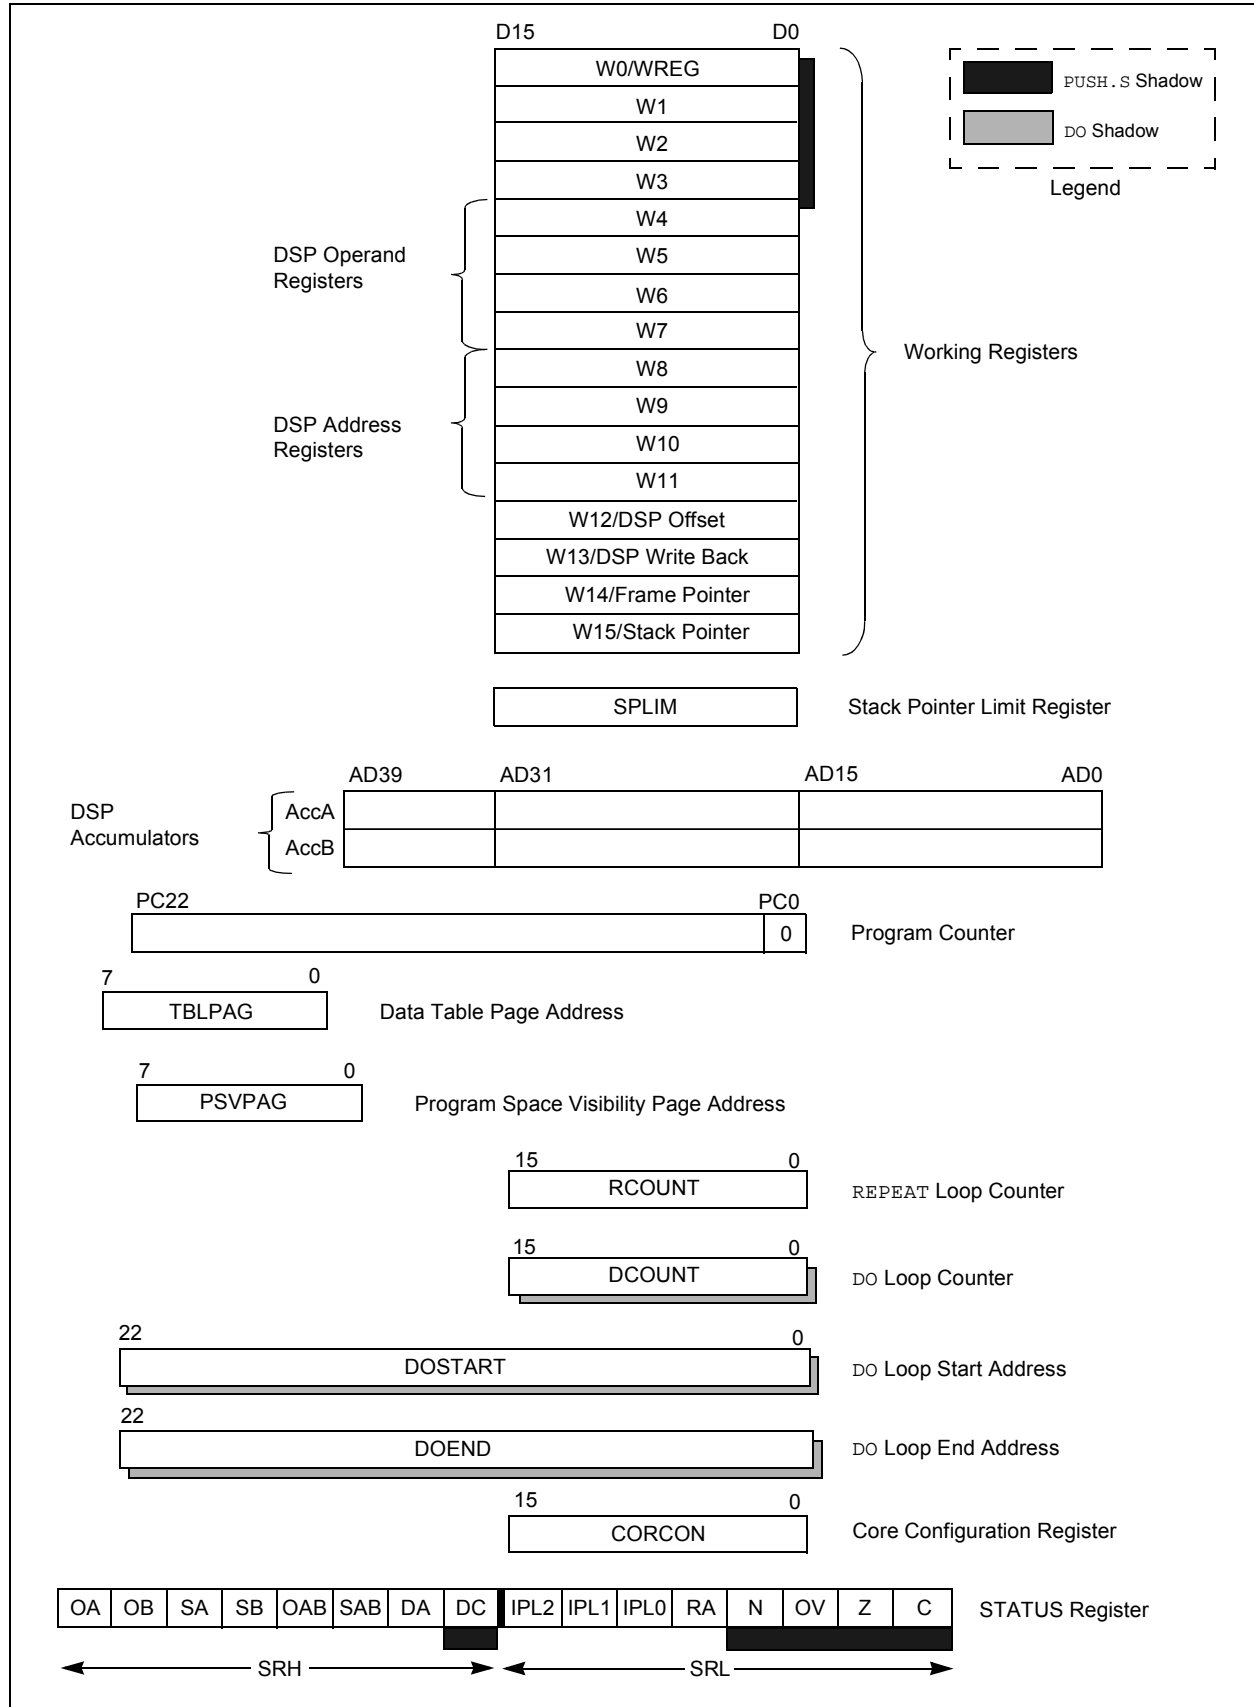 D15 D0
W0/WREG
W1
W2
W3
W4
W5
W6
W7
W8
W9
W10
W11
W12/DSP Offset
W13/DSP Write Back
W14/Frame Pointer
W15/Stack Pointer
PUSH.S Shadow
DO Shadow
Legend
DSP Operand
Registers
DSP Address
Registers
Working Registers
SPLIM Stack Pointer Limit Register
AD39 AD31 AD15 AD0
DSP
Accumulators
AccA
AccB
PC22 PC0
0 Program Counter
7 0
TBLPAG Data Table Page Address
7 0
PSVPAG Program Space Visibility Page Address
15 0
RCOUNT REPEAT Loop Counter
15 0
DCOUNT DO Loop Counter
22 0
DOSTART DO Loop Start Address
22
DOEND DO Loop End Address
15 0
CORCON Core Configuration Register
OA OB SA SB OAB SAB DA DC IPL2 IPL1 IPL0 RA N OV Z C STATUS Register
SRH SRL